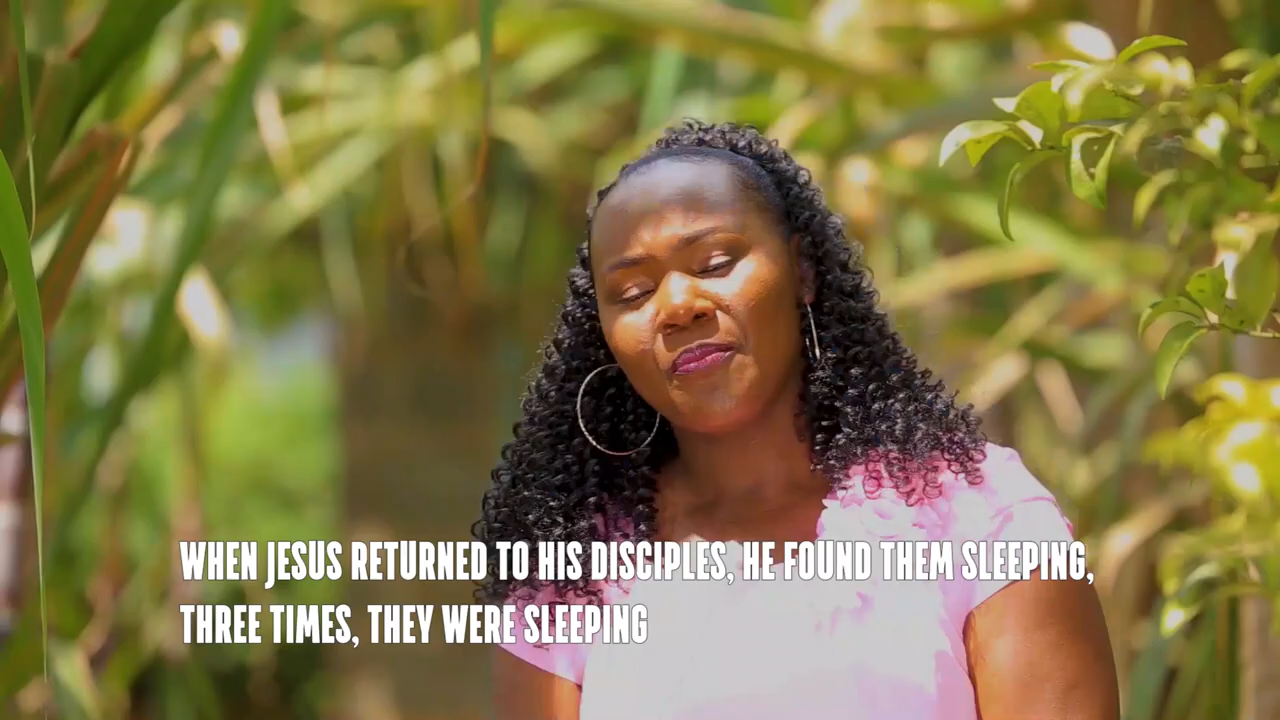 WHEN JESUS RETURNED TO HIS DISCIPLES, HE FOUND THEM SLEEPING,
THREE TIMES, THEY WERE SLEEPING